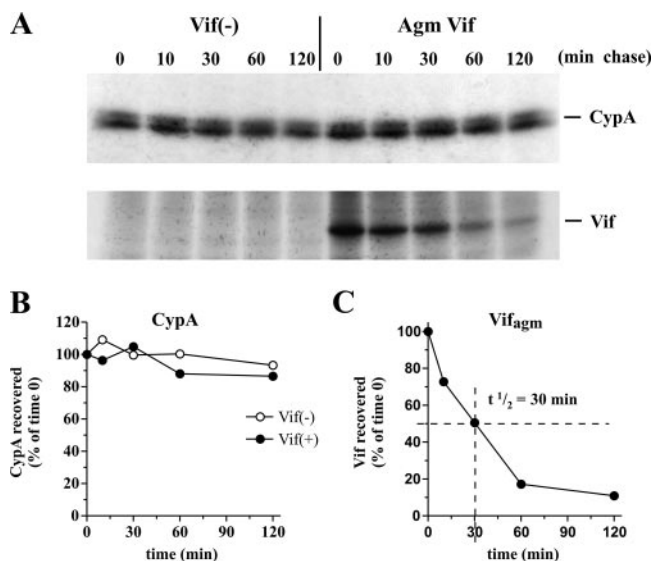 A
Vif(-) Agm Vif
0 10 30 60 120 0 10 30 60 120 (min chase)
CypA
Vif
B
CypA
120
100
80
60
40
20
0
CypA recovered
(% of time 0)
Vif(-)
Vif(+)
0 30 60 90 120
time (min)
C
Vifagm
100
80
60
40
20
0
Vif recovered
(% of time 0)
t 1/2 = 30 min
0 30 60 90 120
time (min)